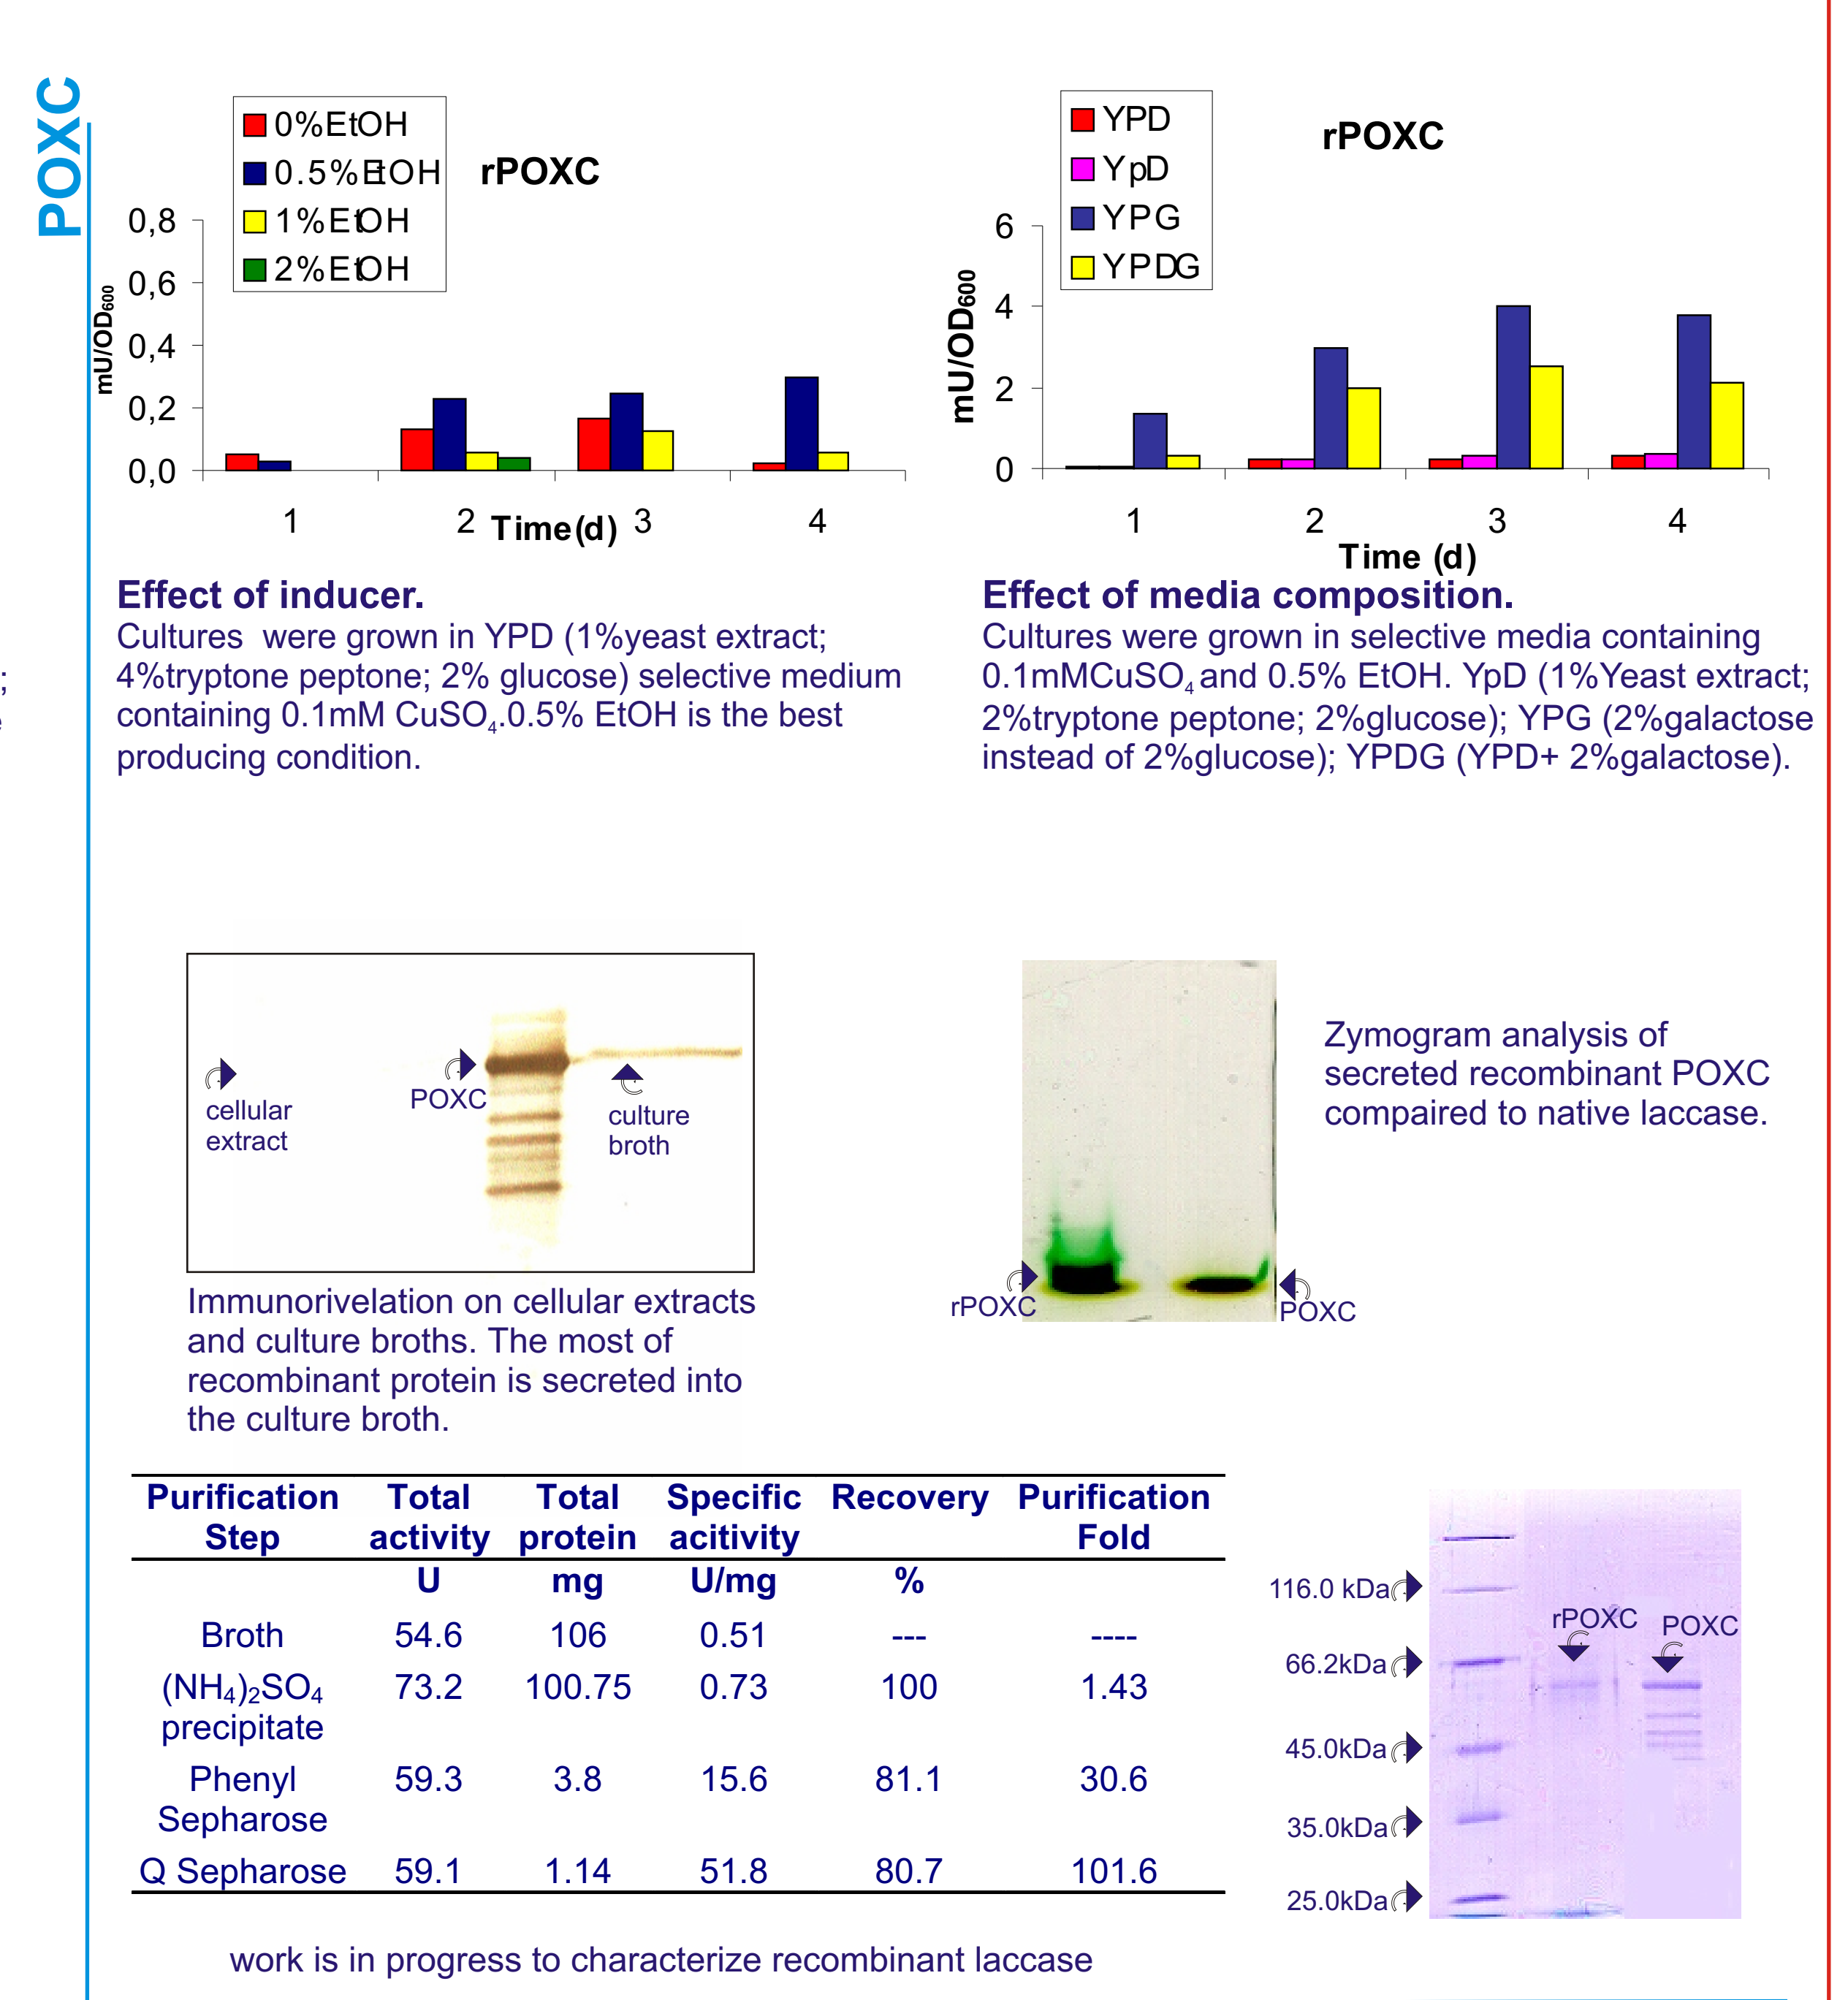 POXC
0%EtOH
0.5%EtOH
1%EtOH
2%EtOH
rPOXC
0,8
0,6
0,4
0,2
0,0
mU/OD600
1
2
3
4
Time(d)
Effect of inducer.
Cultures were grown in YPD (1%yeast extract;
4%tryptone peptone; 2% glucose) selective medium
containing 0.1mM CuSO4.0.5% EtOH is the best
producing condition.
YPD
YpD
YPG
YPDG
rPOXC
6
4
2
0
mU/OD600
1
2
3
4
Time (d)
Effect of media composition.
Cultures were grown in selective media containing
0.1mMCuSO4 and 0.5% EtOH. YpD (1%Yeast extract;
2%tryptone peptone; 2%glucose); YPG (2%galactose
instead of 2%glucose); YPDG (YPD+ 2%galactose).
;
cellular
extract
POXC
culture
broth
Immunorivelation on cellular extracts
and culture broths. The most of
recombinant protein is secreted into
the culture broth.
rPOXC
POXC
Zymogram analysis of
secreted recombinant POXC
compaired to native laccase.
Purification Step Total activity Total protein Specific acitivity Recovery Purification Fold
U mg U/mg %
Broth 54.6 106 0.51 --- ----
(NH4)2SO4 precipitate 73.2 100.75 0.73 100 1.43
Phenyl Sepharose 59.3 3.8 15.6 81.1 30.6
Q Sepharose 59.1 1.14 51.8 80.7 101.6
116.0 kDa
66.2kDa
45.0kDa
35.0kDa
25.0kDa
rPOXC
POXC
work is in progress to characterize recombinant laccase